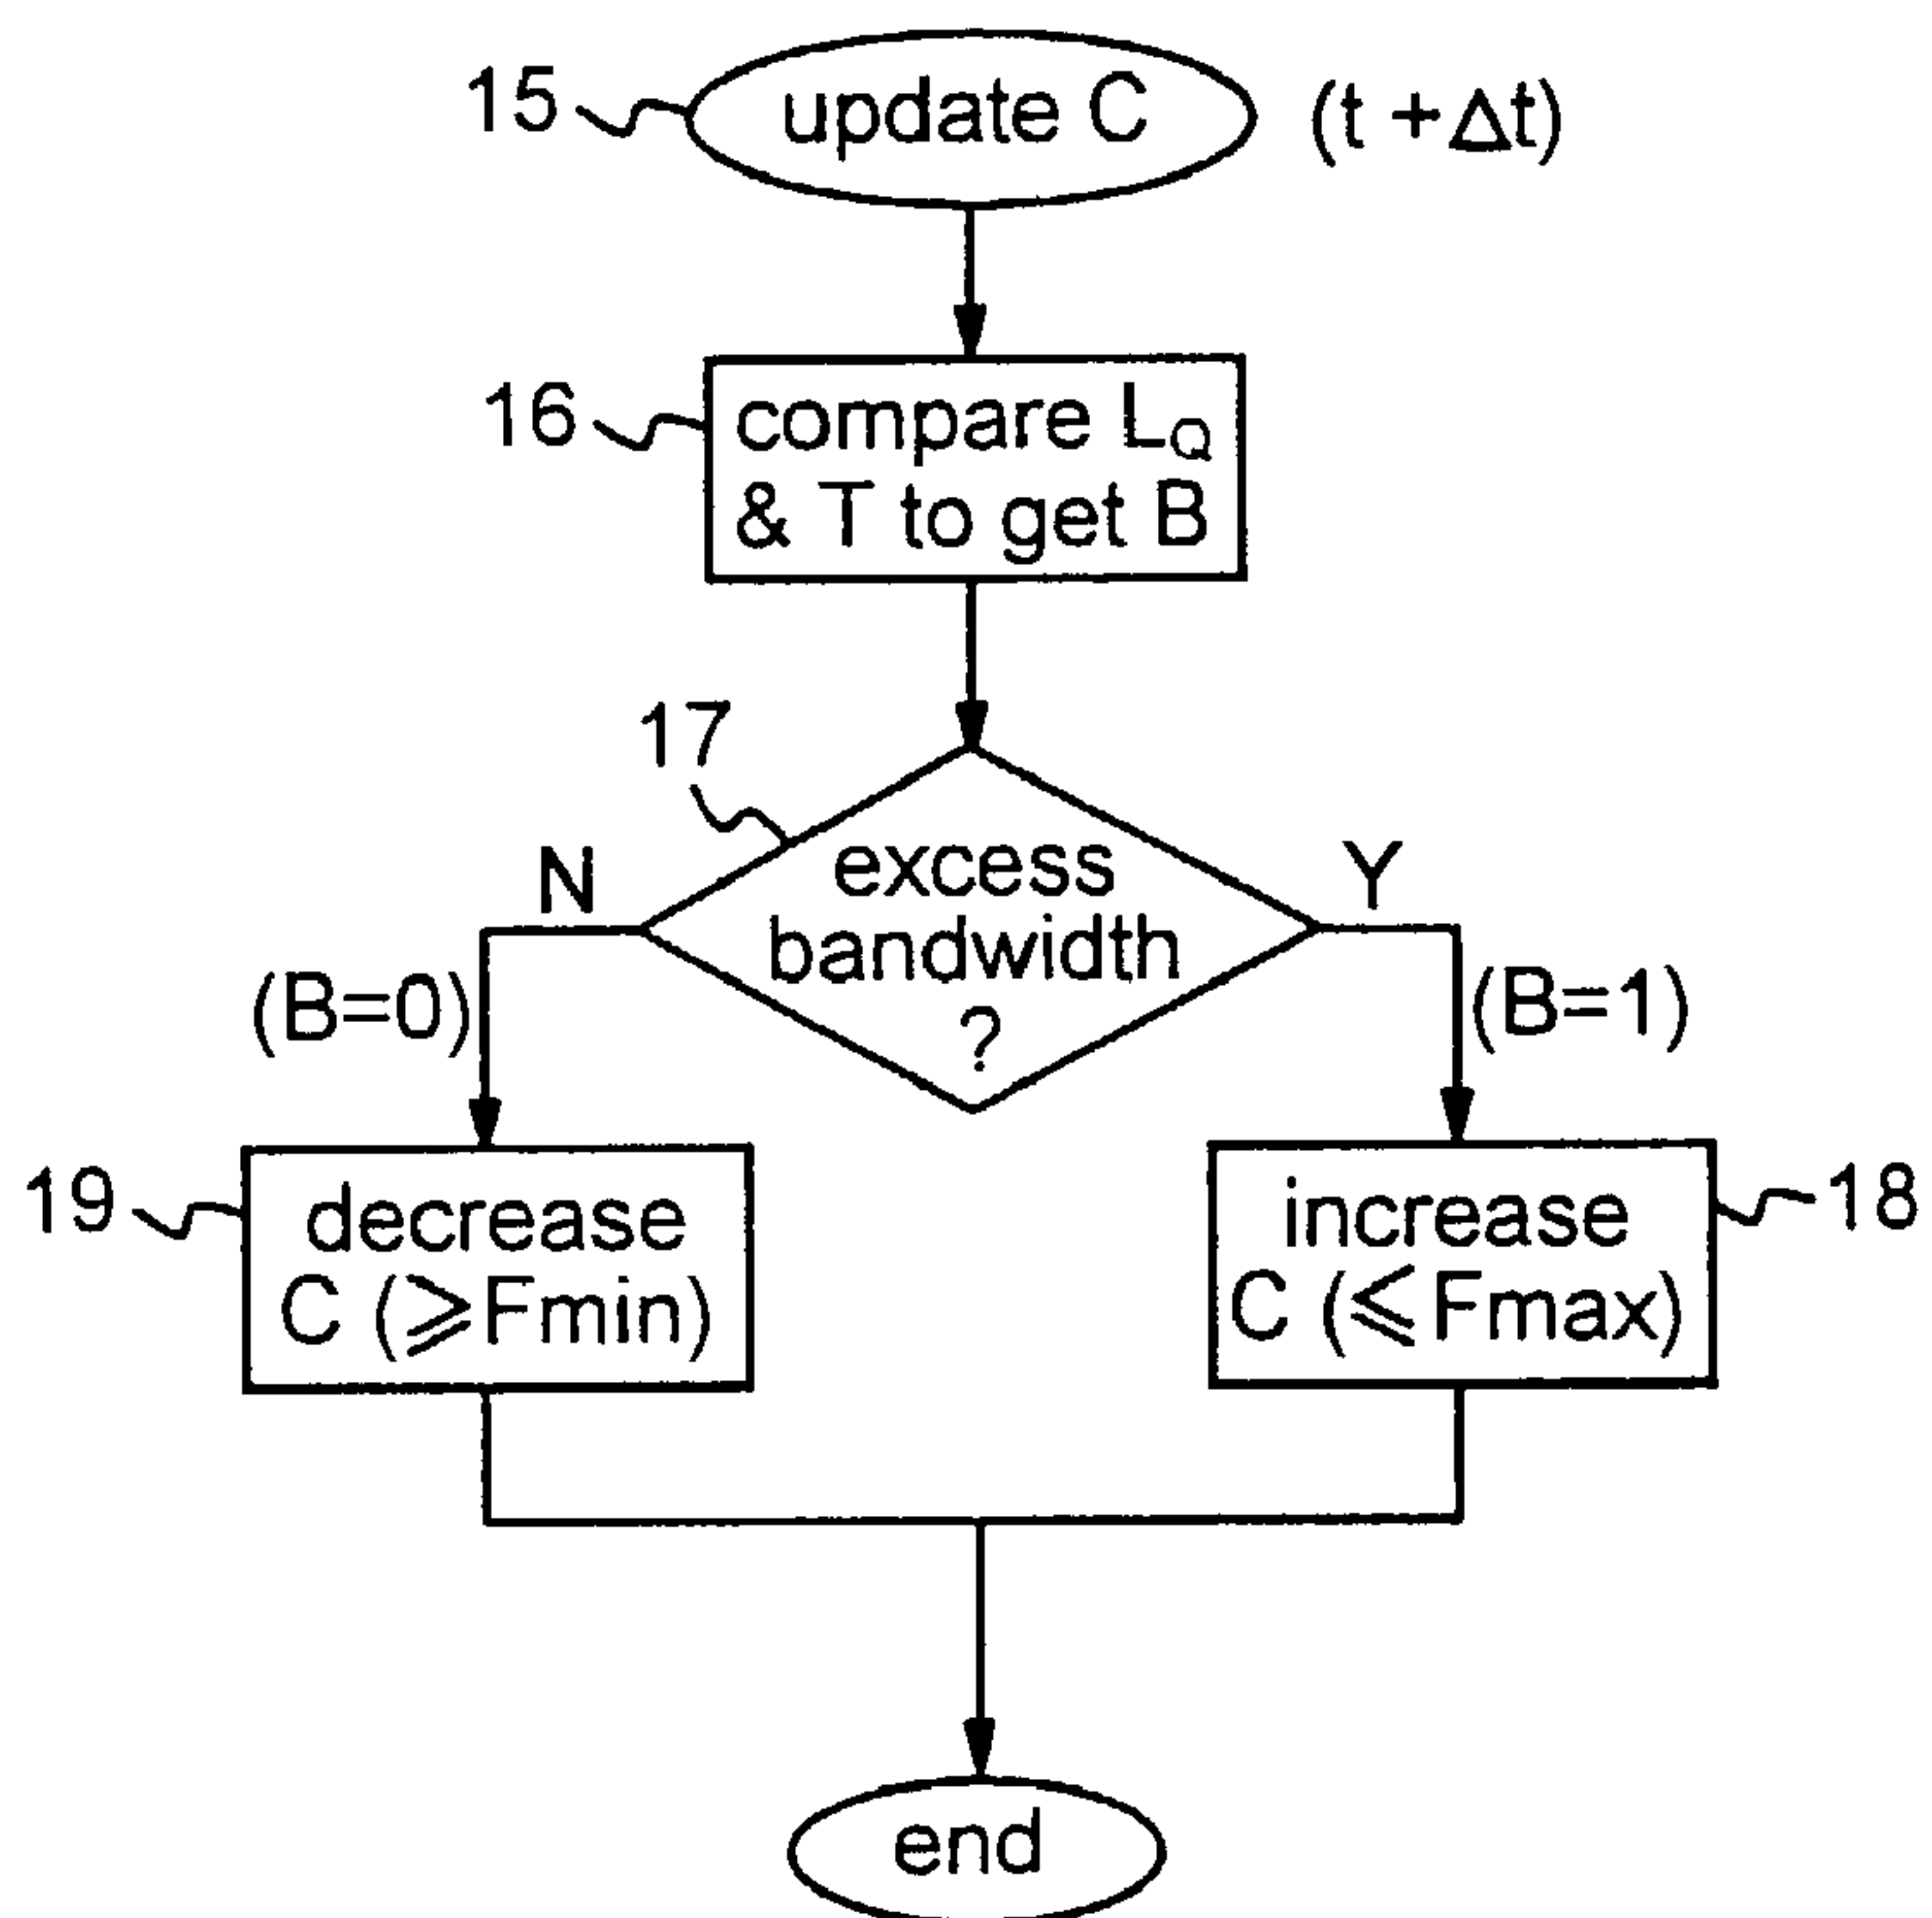 15
update C
(t + Δt)
16
compare L_Q
& T to get B
17
N
excess
bandwidth
?
Y
(B=0)
(B=1)
19
decrease
C (⩾Fmin)
increase
C (⩽Fmax)
18
end